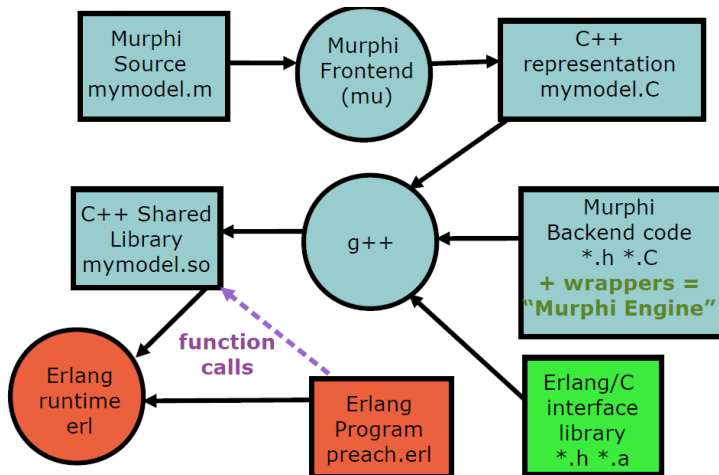 Murphi
Source
mymodel.m
Murphi
Frontend
(mu)
C++
representation
mymodel.C
C++ Shared
Library
mymodel.so
g++
Murphi
Backend code
*.h *.C
+ wrappers =
“Murphi Engine”
function
calls
Erlang
runtime
erl
Erlang
Program
preach.erl
Erlang/C
interface
library
*.h *.a